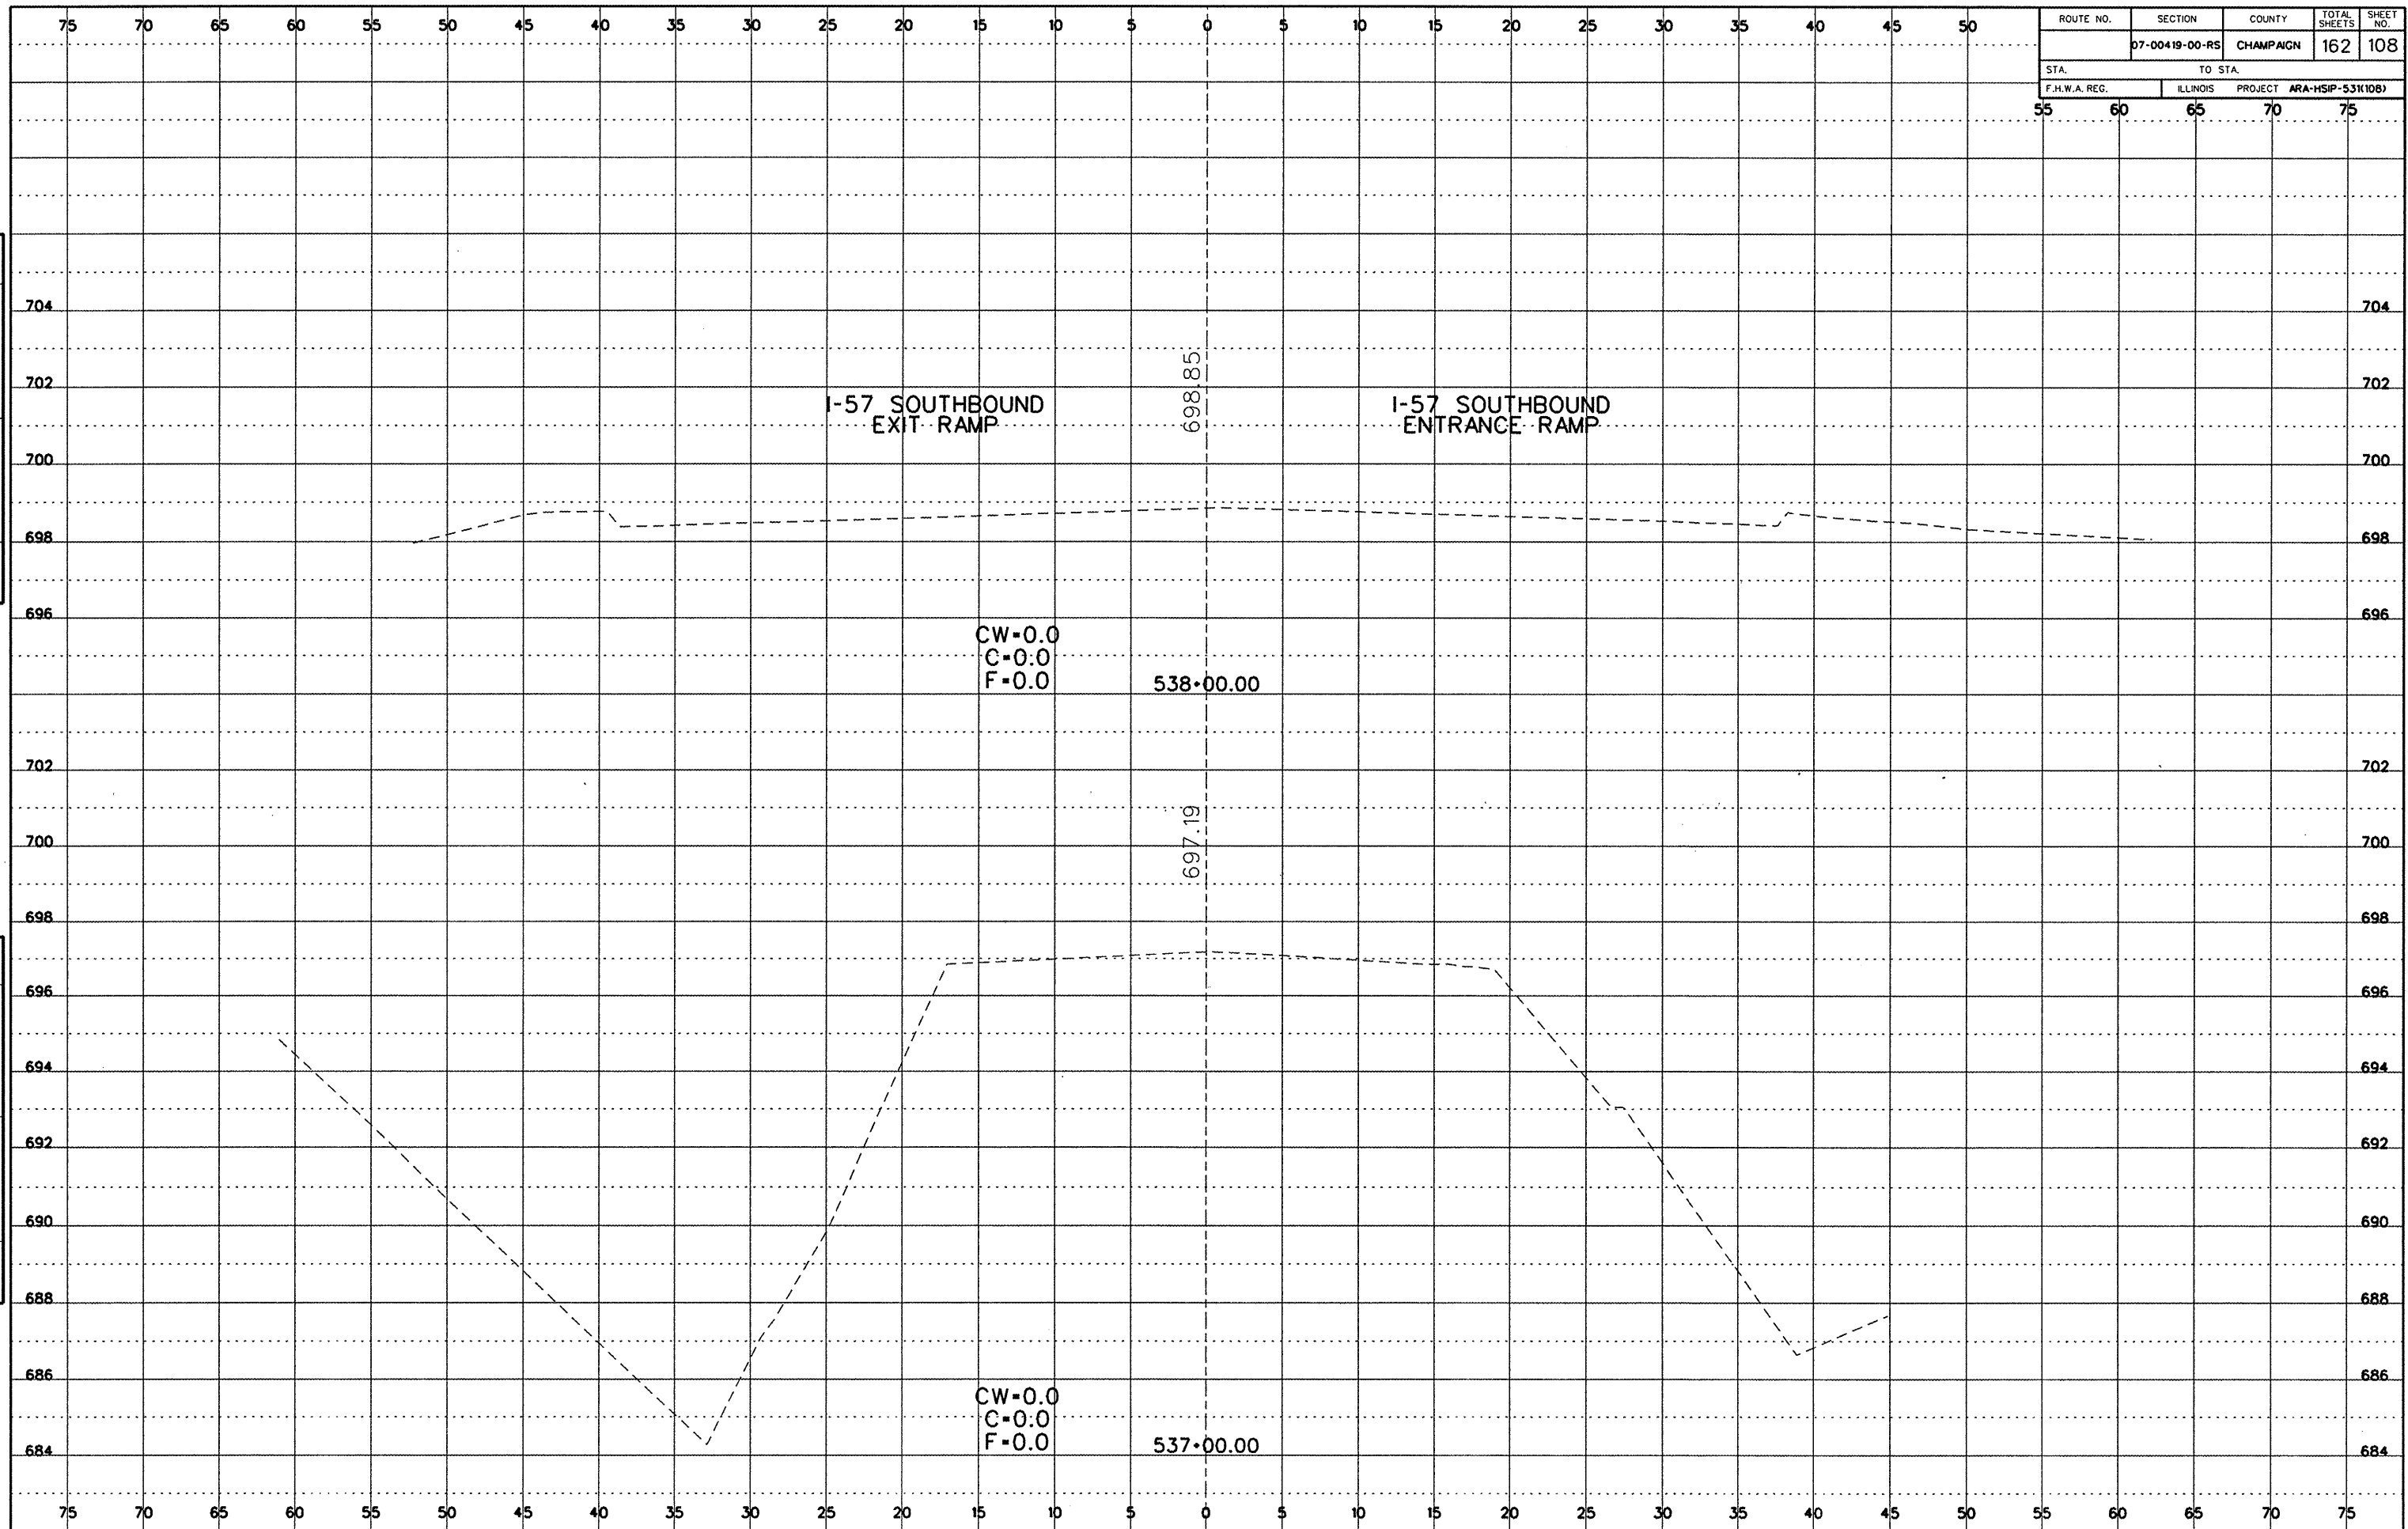 75 70 65 60 55 50 45 40 35 30 25 20 15 10 5 0 5 10 15 20 25 30 35 40 45 50
ROUTE NO. SECTION COUNTY TOTAL SHEETS SHEET NO.
07-00419-00-RS CHAMPAIGN 162 108
STA. TO STA.
F.H.W.A. REG. ILLINOIS PROJECT ARA-HSIP-5311(108)
55 60 65 70 75
704 704
698.85
702 702
I-57 SOUTHBOUND I-57 SOUTHBOUND
EXIT RAMP ENTRANCE RAMP
700 700
698 698
696 696
CW=0.0
C=0.0
F=0.0 538+00.00
702 702
697.19
700 700
698 698
696 696
694 694
692 692
690 690
688 688
686 686
CW=0.0
C=0.0
F=0.0 537+00.00
684 684
75 70 65 60 55 50 45 40 35 30 25 20 15 10 5 0 5 10 15 20 25 30 35 40 45 50 55 60 65 70 75